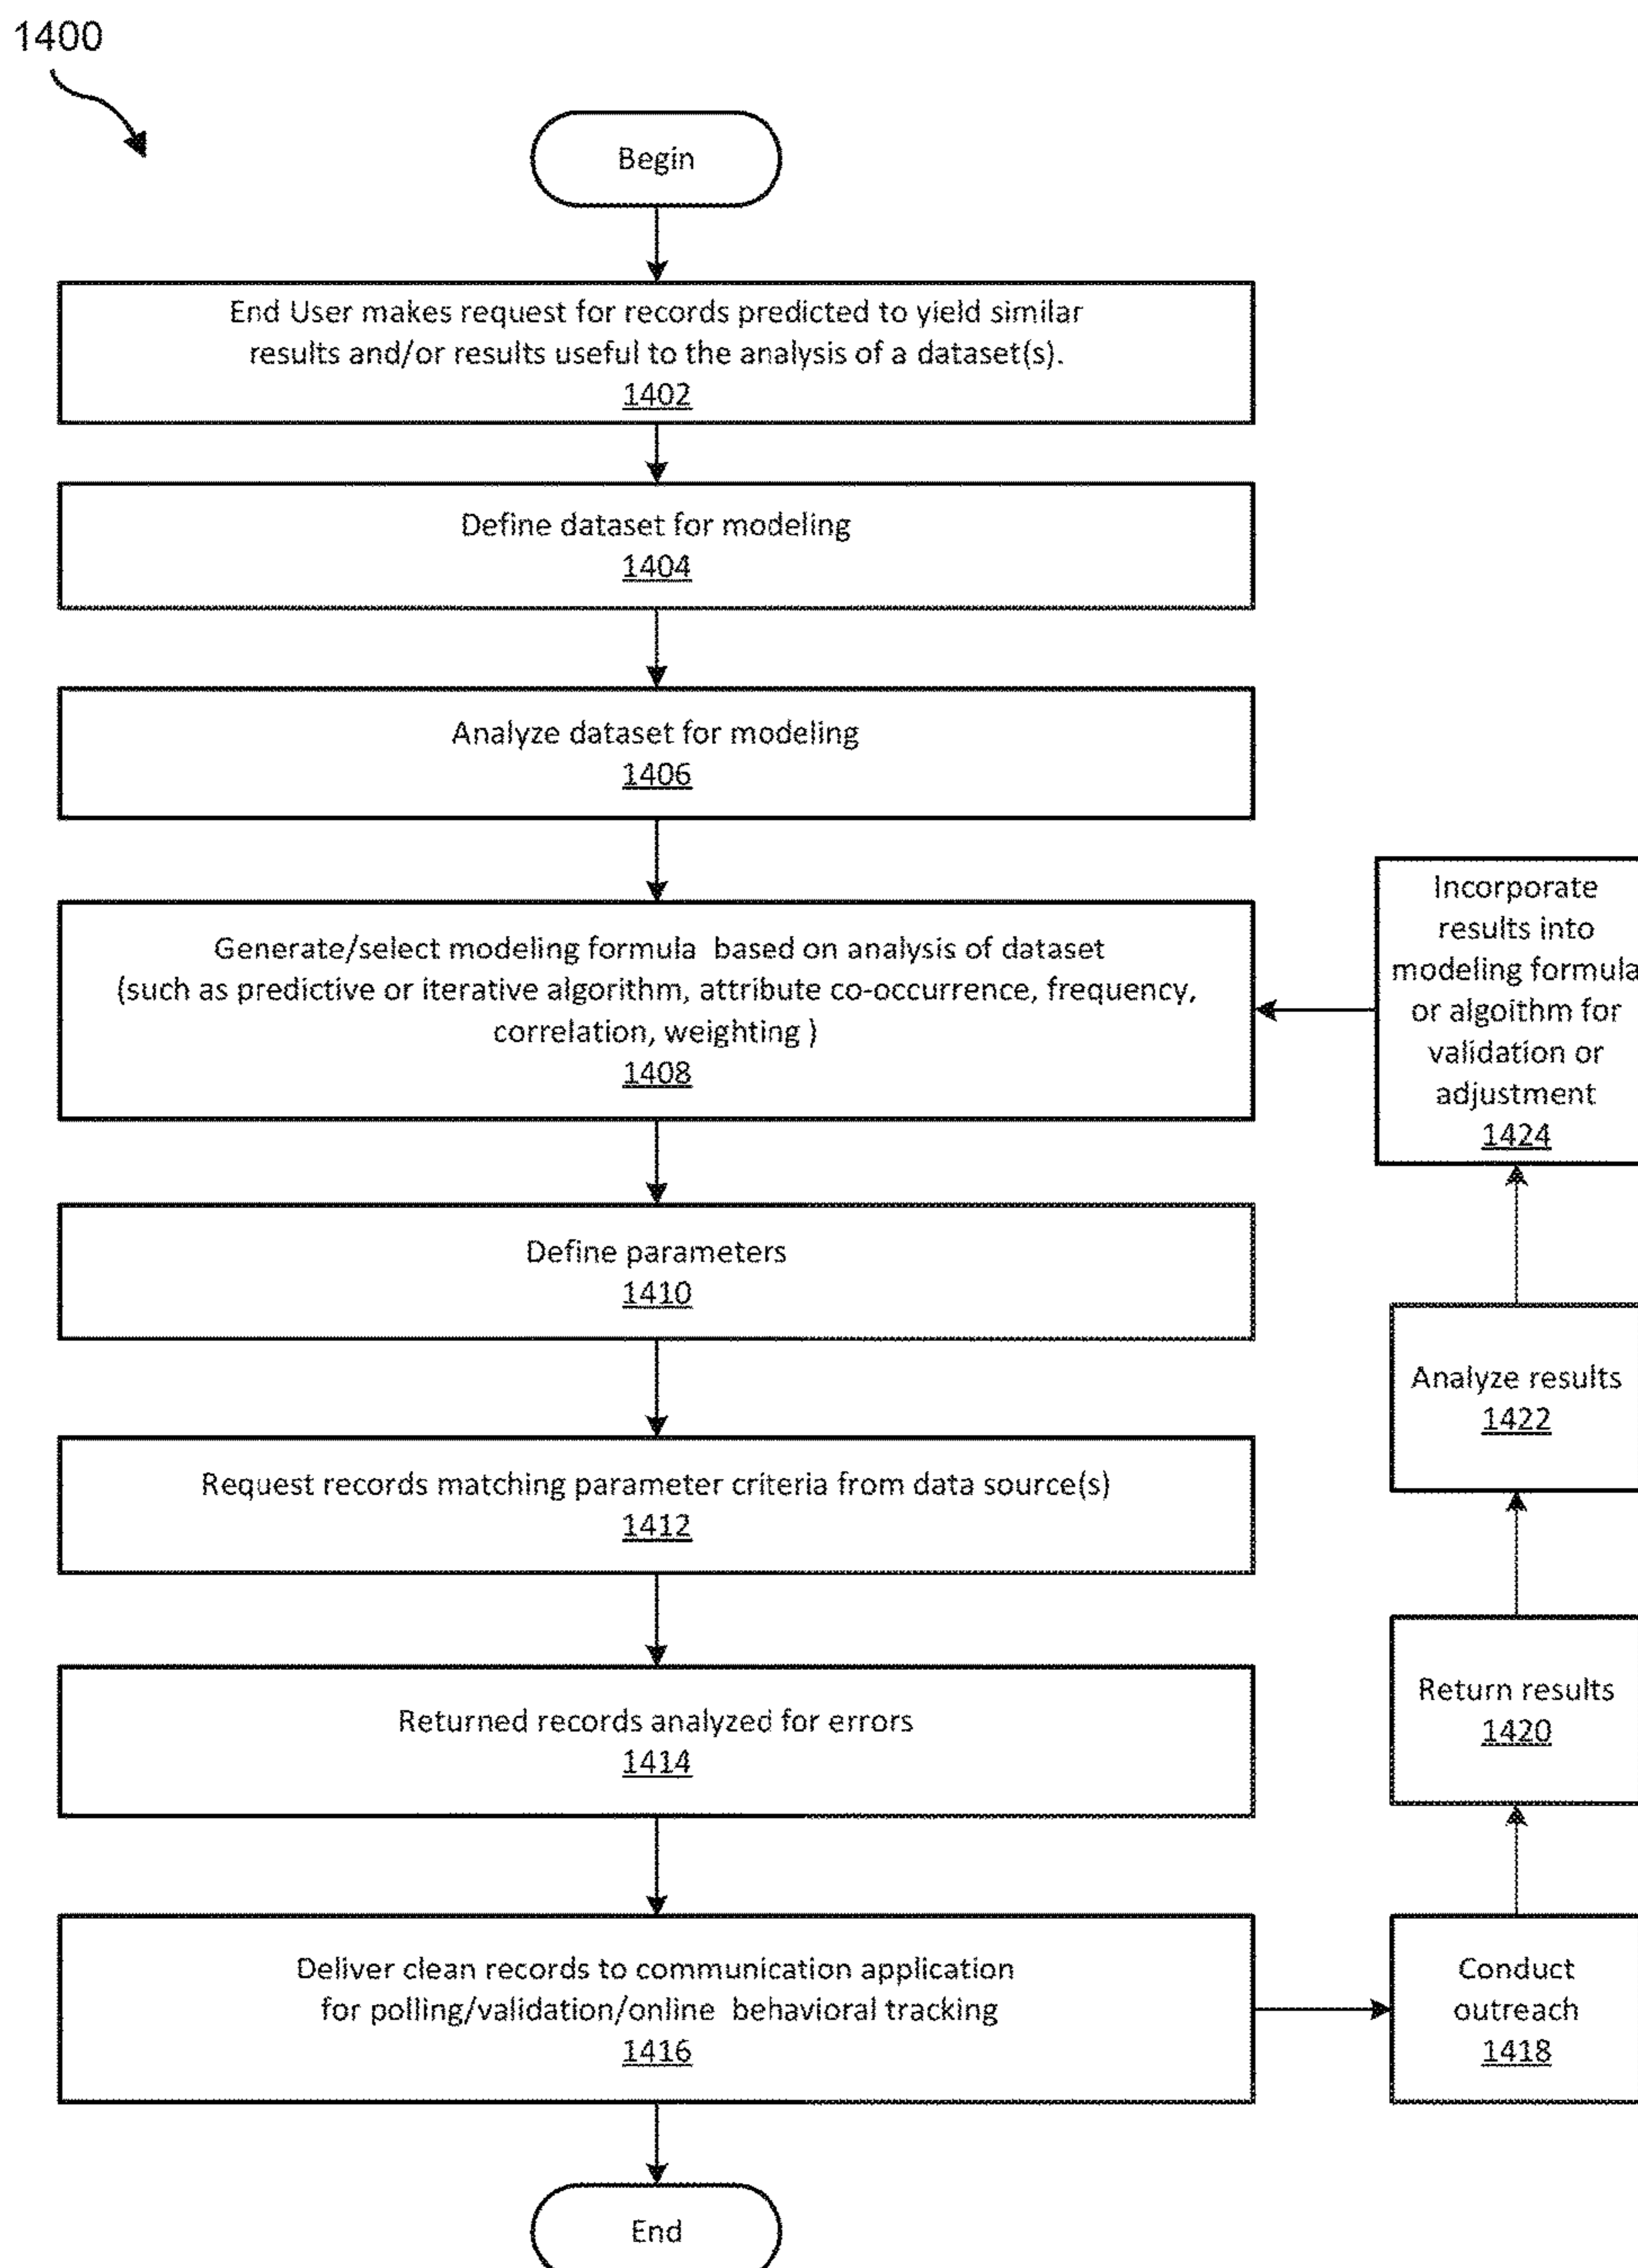 1400
Begin
End User makes request for records predicted to yield similar
results and/or results useful to the analysis of a dataset(s).
1402
Define dataset for modeling
1404
Analyze dataset for modeling
1406
Generate/select modeling formula based on analysis of dataset
(such as predictive or iterative algorithm, attribute co-occurrence, frequency,
correlation, weighting )
1408
Define parameters
1410
Request records matching parameter criteria from data source(s)
1412
Returned records analyzed for errors
1414
Deliver clean records to communication application
for polling/validation/online behavioral tracking
1416
End
Conduct
outreach
1418
Return results
1420
Analyze results
1422
Incorporate
results into
modeling formula
or algoithm for
validation or
adjustment
1424